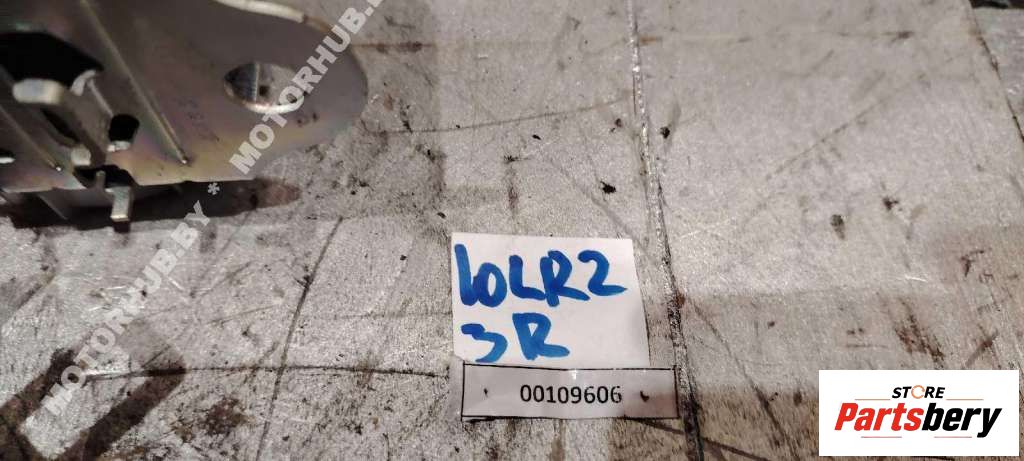 MOTORHUB.BY * MOTORHUB.BY
10LR2
3R
00109606
STORE
Partsbery